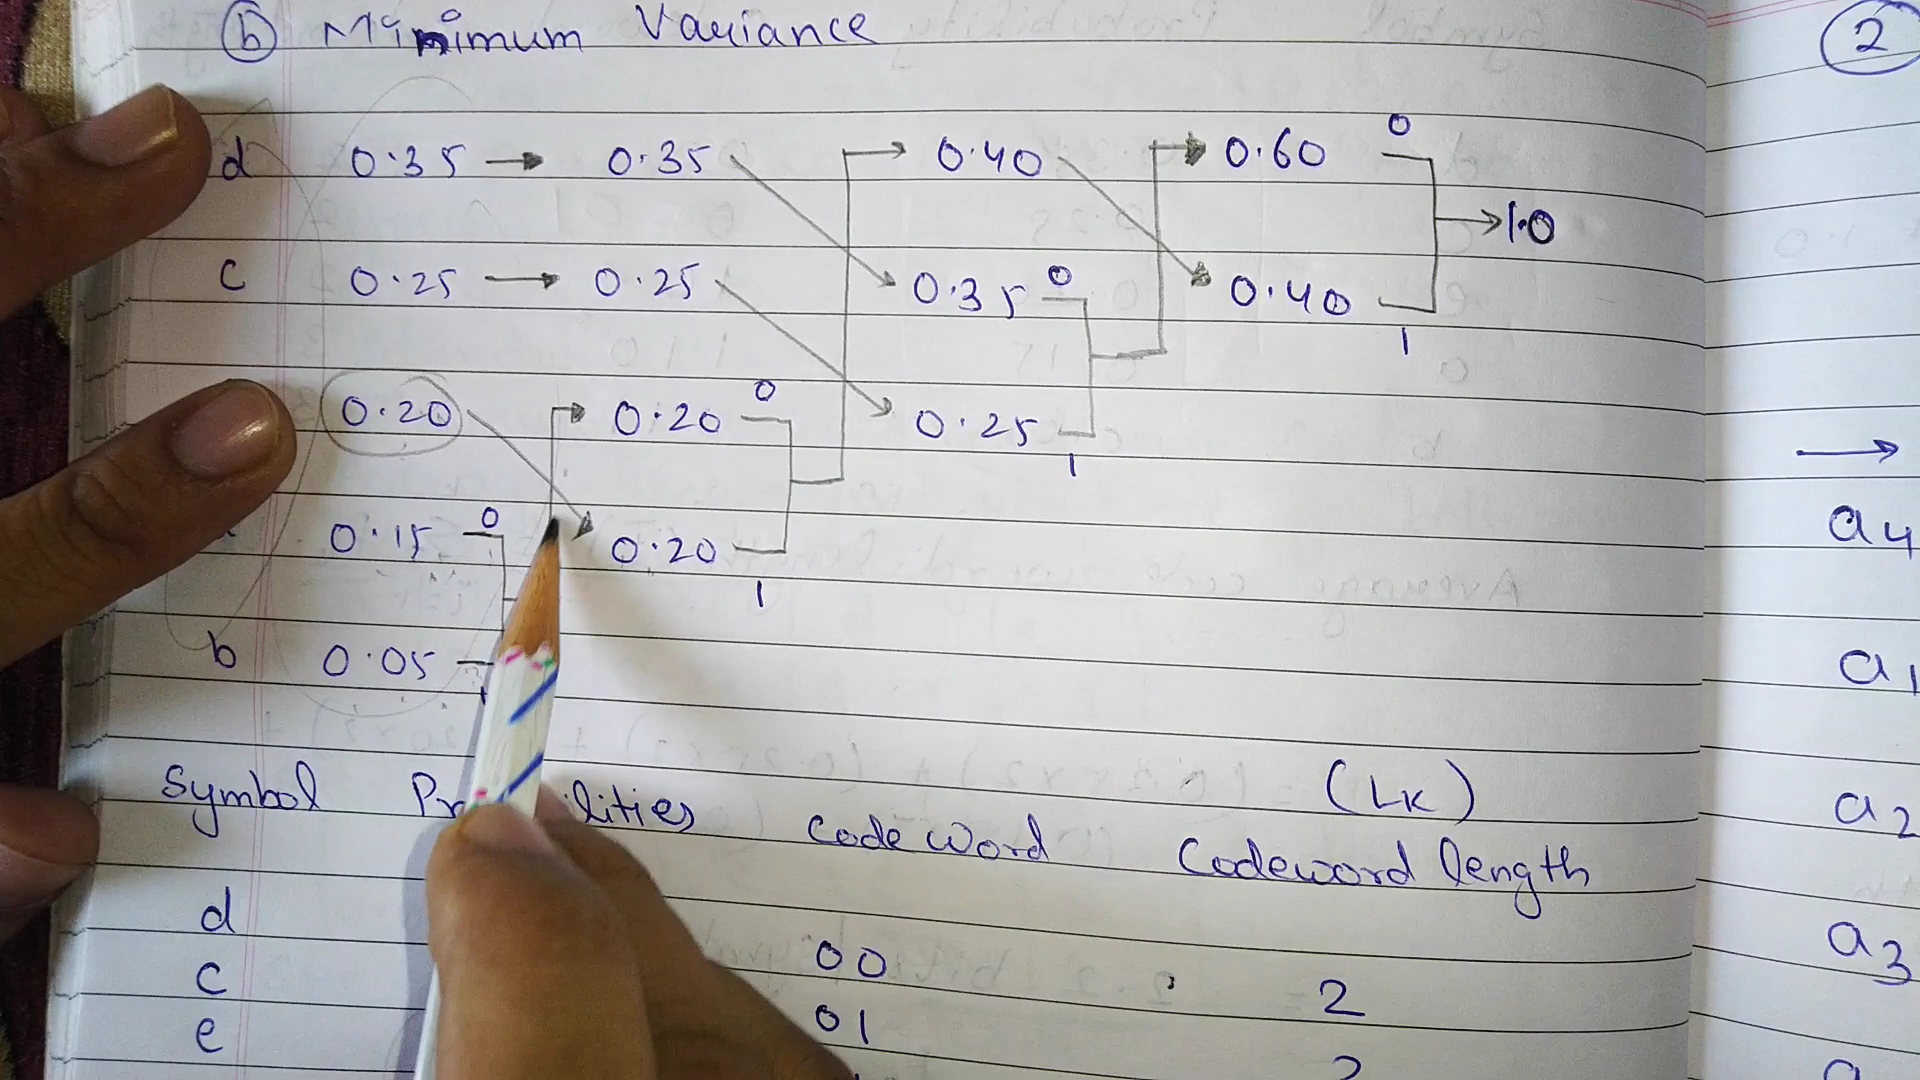 (b) Minimum Variance
2
d 0.35 → 0.35 0.40 0.60 0
→ 1.0
c 0.25 → 0.25 0.35 0 0.40 1
0.20 0.20 0 0.25 1
→
0.15 0 0.20 1
a4
b 0.05
a1
Symbol Code Word (LK) Codeword length
a2
d 00 2
a3
c 01
e